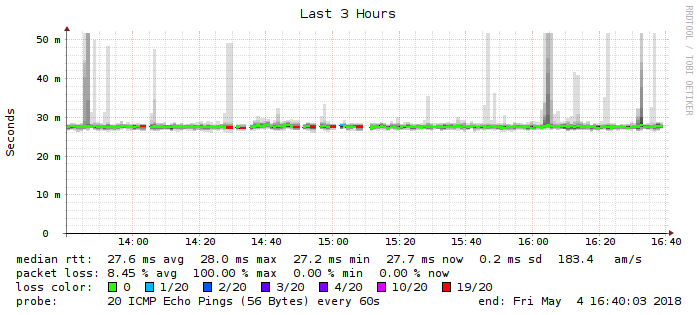 Last 3 Hours
RRDTOOL / TOBI OETIKER
Seconds
50 m
40 m
30 m
20 m
10 m
0
14:00 14:20 14:40 15:00 15:20 15:40 16:00 16:20 16:40
median rtt: 27.6 ms avg 28.0 ms max 27.2 ms min 27.7 ms now 0.2 ms sd 183.4 am/s
packet loss: 8.45 % avg 100.00 % max 0.00 % min 0.00 % now
loss color: 0 1/20 2/20 3/20 4/20 10/20 19/20
probe: 20 ICMP Echo Pings (56 Bytes) every 60s end: Fri May 4 16:40:03 2018